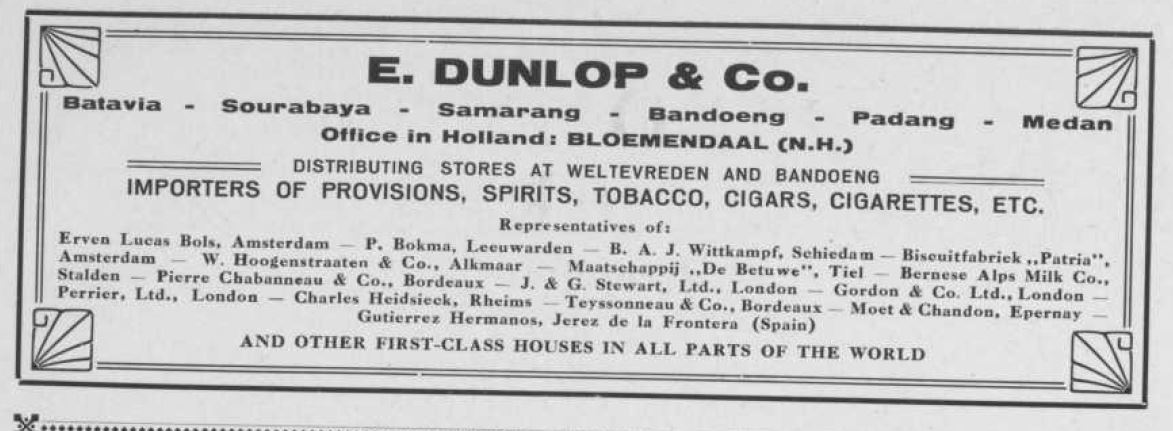 E. DUNLOP & Co.
Batavia - Sourabaya - Samarang - Bandoeng - Padang - Medan
Office in Holland: BLOEMENDAAL (N.H.)
DISTRIBUTING STORES AT WELTEVREDEN AND BANDOENG
IMPORTERS OF PROVISIONS, SPIRITS, TOBACCO, CIGARS, CIGARETTES, ETC.
Representatives of:
Erven Lucas Bols, Amsterdam — P. Bokma, Leeuwarden — B. A. J. Wittkampf, Schiedam — Biscuitfabriek „Patria",
Amsterdam — W. Hoogenstraaten & Co., Alkmaar — Maatschappij „De Betuwe", Tiel — Bernese Alps Milk Co.,
Stalden — Pierre Chabanneau & Co., Bordeaux — J. & G. Stewart, Ltd., London — Gordon & Co. Ltd., London —
Perrier, Ltd., London — Charles Heidsieck, Rheims — Teyssonneau & Co., Bordeaux — Moet & Chandon, Epernay —
Gutierrez Hermanos, Jerez de la Frontera (Spain)
AND OTHER FIRST-CLASS HOUSES IN ALL PARTS OF THE WORLD